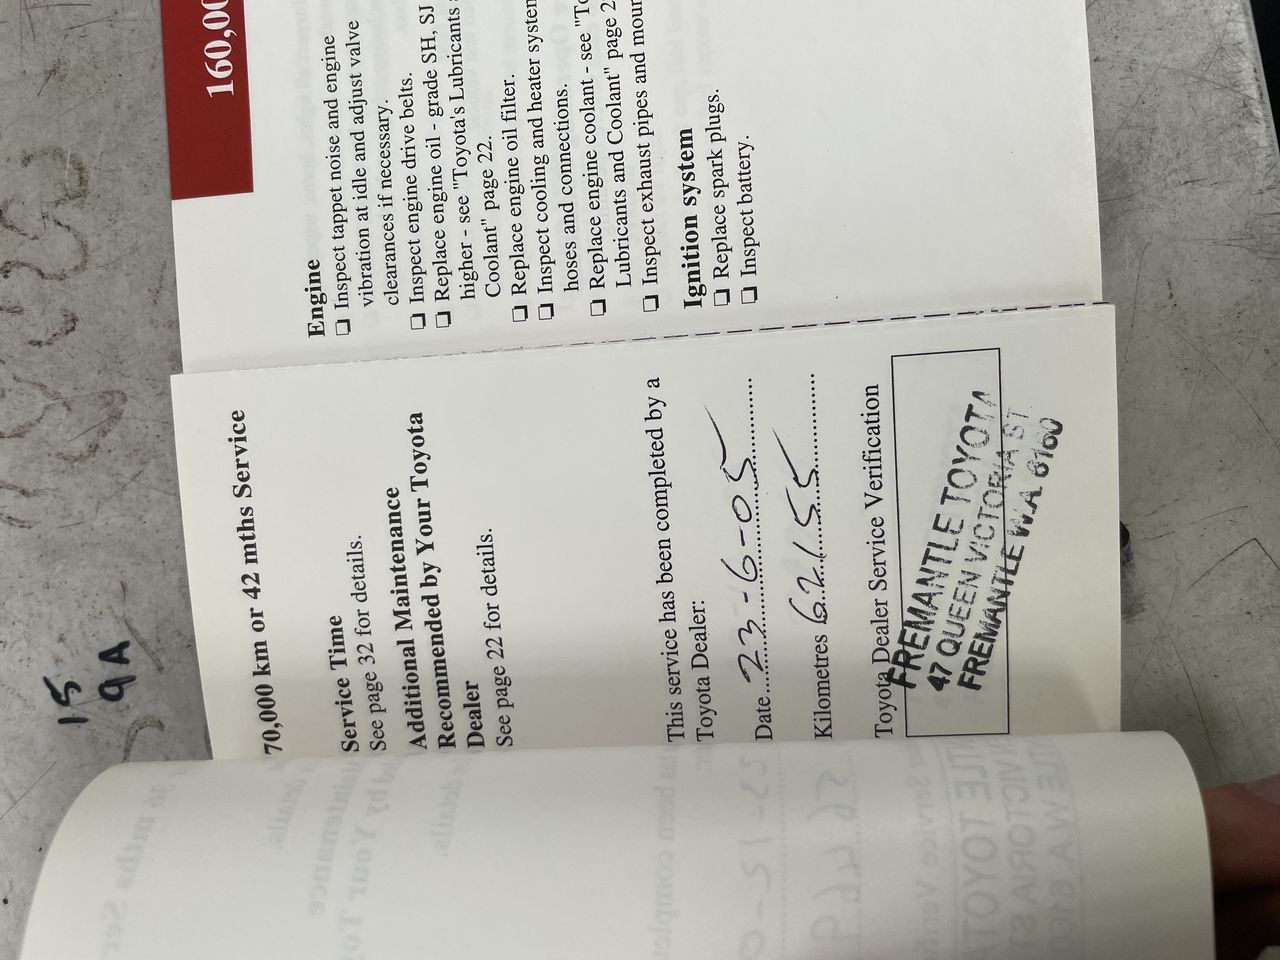 70,000 km or 42 mths Service
Service Time
See page 32 for details.
Additional Maintenance
Recommended by Your Toyota
Dealer
See page 22 for details.
This service has been completed by a
Toyota Dealer:
Date 23-6-05
Kilometres 62155
Toyota Dealer Service Verification
FREMANTLE TOYOTA
47 QUEEN VICTORIA ST
FREMANTLE W.A 6160
160,00
Engine
❏ Inspect tappet noise and engine
vibration at idle and adjust valve
clearances if necessary.
❏ Inspect engine drive belts.
❏ Replace engine oil - grade SH, SJ
higher - see "Toyota's Lubricants
Coolant" page 22.
❏ Replace engine oil filter.
❏ Inspect cooling and heater system
hoses and connections.
❏ Replace engine coolant - see "To
Lubricants and Coolant" page 2
❏ Inspect exhaust pipes and mour
Ignition system
❏ Replace spark plugs.
❏ Inspect battery.
15
9A